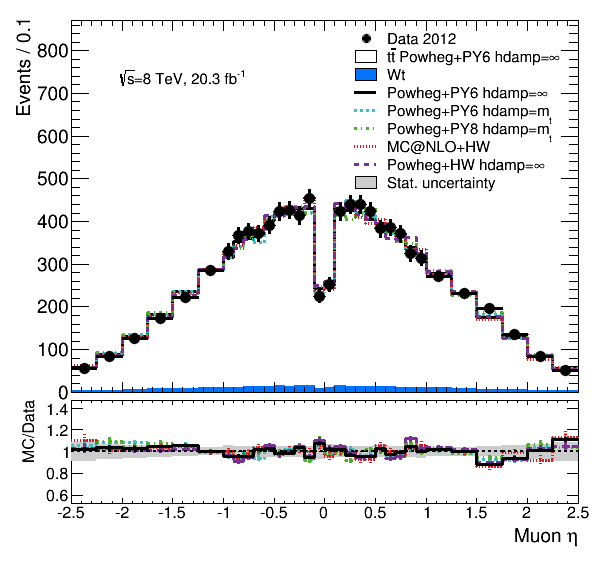 Events / 0.1
800
700
600
500
400
300
200
100
0
√s=8 TeV, 20.3 fb-1
Data 2012
tt̄ Powheg+PY6 hdamp=∞
Wt
Powheg+PY6 hdamp=∞
Powheg+PY6 hdamp=mt
Powheg+PY8 hdamp=mt
MC@NLO+HW
Powheg+HW hdamp=∞
Stat. uncertainty
MC/Data
1.4
1.2
1
0.8
0.6
-2.5 -2 -1.5 -1 -0.5 0 0.5 1 1.5 2 2.5
Muon η